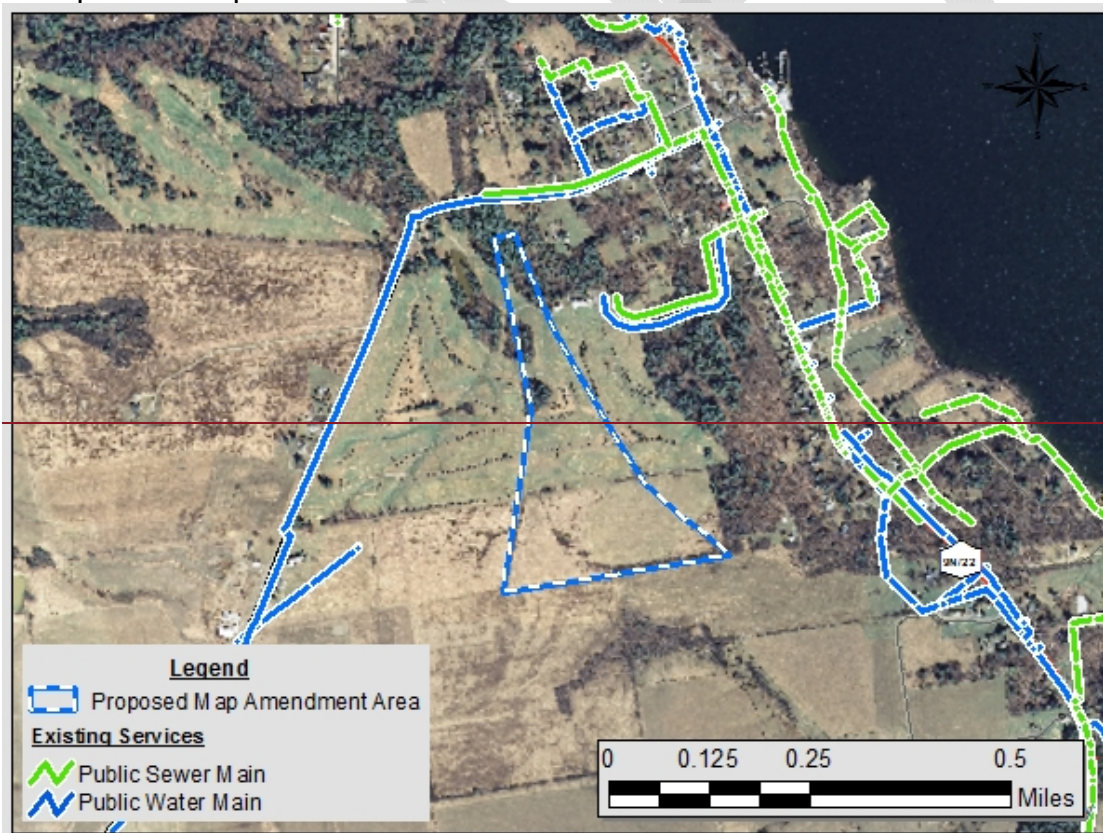 9N/22
Legend
Proposed Map Amendment Area
Existing Services
Public Sewer Main
Public Water Main
0 0.125 0.25 0.5
Miles